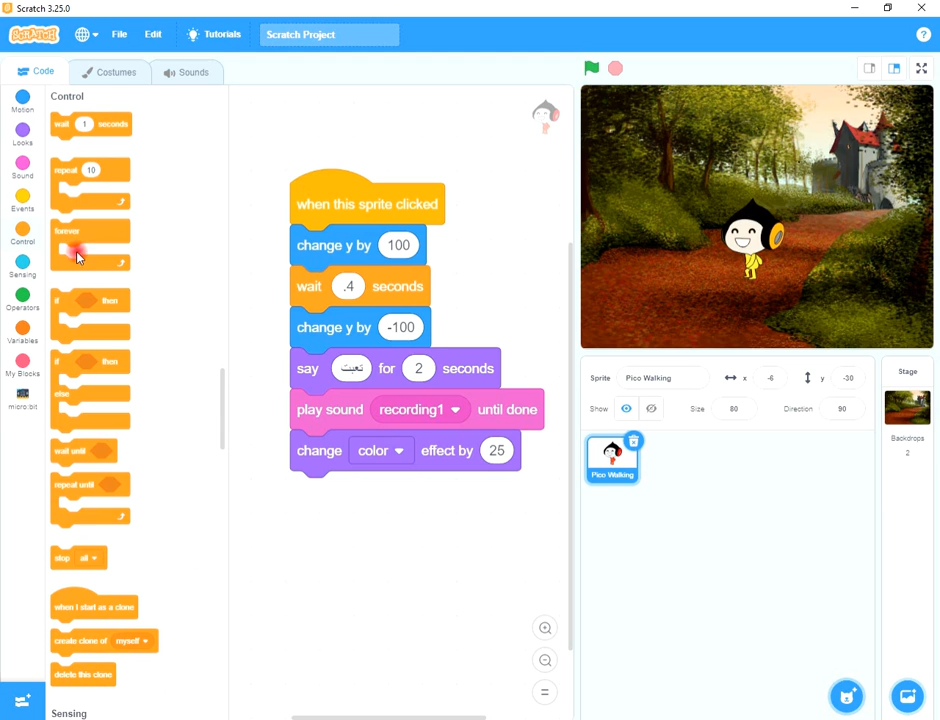 Scratch 3.25.0
SCRATCH File Edit Tutorials Scratch Project ?
Code Costumes Sounds
Motion
Looks
Sound
Events
Control
Sensing
Operators
Variables
My Blocks
micro:bit
Control
wait 1 seconds
repeat 10
forever
if then
if then
else
wait until
repeat until
stop all
when I start as a clone
create clone of myself
delete this clone
Sensing
when this sprite clicked
change y by 100
wait .4 seconds
change y by -100
say تعبت for 2 seconds
play sound recording1 until done
change color effect by 25
Sprite Pico Walking x -6 y -30
Show Size 80 Direction 90
Pico Walking
Stage
Backdrops
2